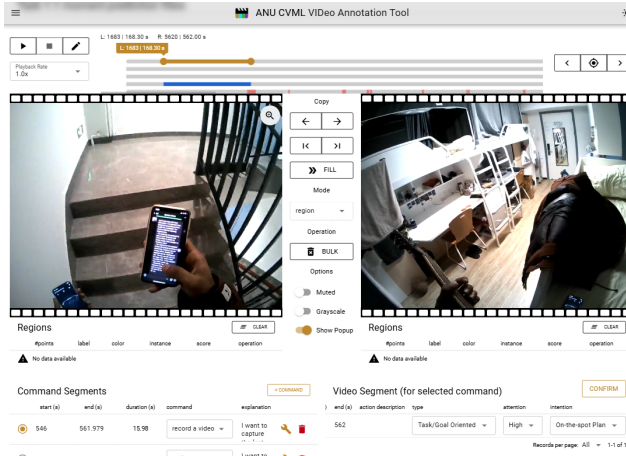 ANU CVML VIDeo Annotation Tool
L: 1683 | 168.30 s R: 5620 | 562.00 s
L: 1683 | 168.30 s
Playback Rate
1.0x
Copy
FILL
Mode
region
Operation
BULK
Options
Muted
Grayscale
Show Popup
Regions
CLEAR
#points label color instance score operation
No data available
Regions
CLEAR
#points label color instance score operation
No data available
Command Segments
+ COMMAND
start (s) end (s) duration (s) command explanation
546 561.979 15.98 record a video I want to
capture
Video Segment (for selected command)
CONFIRM
) end (s) action description type attention intention
562 Task/Goal Oriented High On-the-spot Plan
Records per page: All 1-1 of 1